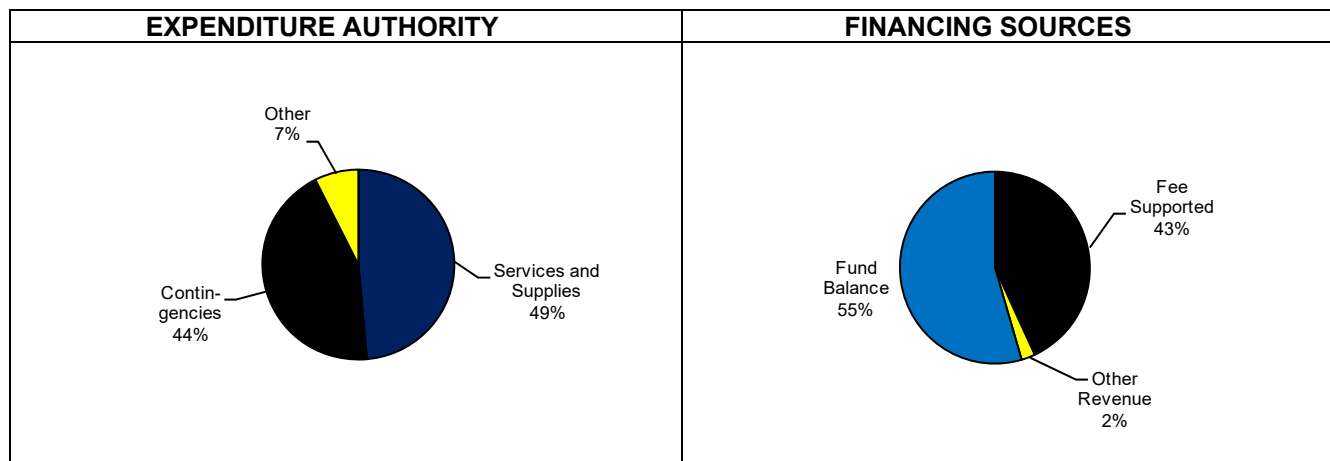 EXPENDITURE AUTHORITY
Other
7%
Services and
Supplies
49%
Contin-
gencies
44%
FINANCING SOURCES
Fee
Supported
43%
Fund
Balance
55%
Other
Revenue
2%